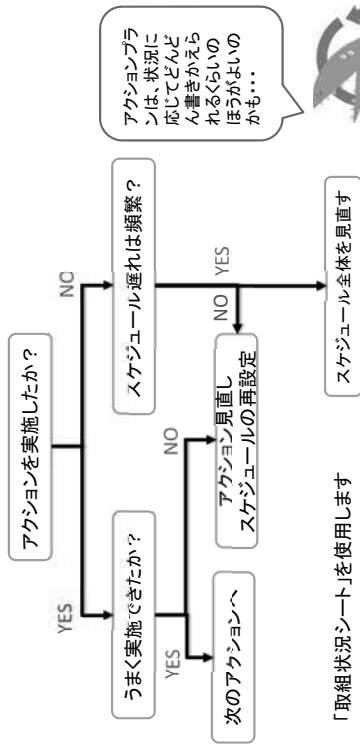 アクションを実施したか？
YES
NO
うまく実施できたか？
スケジュール遅れは頻繁？
YES
NO
NO
YES
次のアクションへ
アクション見直し
スケジュールの再設定
スケジュール全体を見直す
「取組状況シート」を使用します
アクションプラ
ンは、状況に
応じてどんど
ん書きかえら
れるくらいの
ほうがよいの
かも・・・